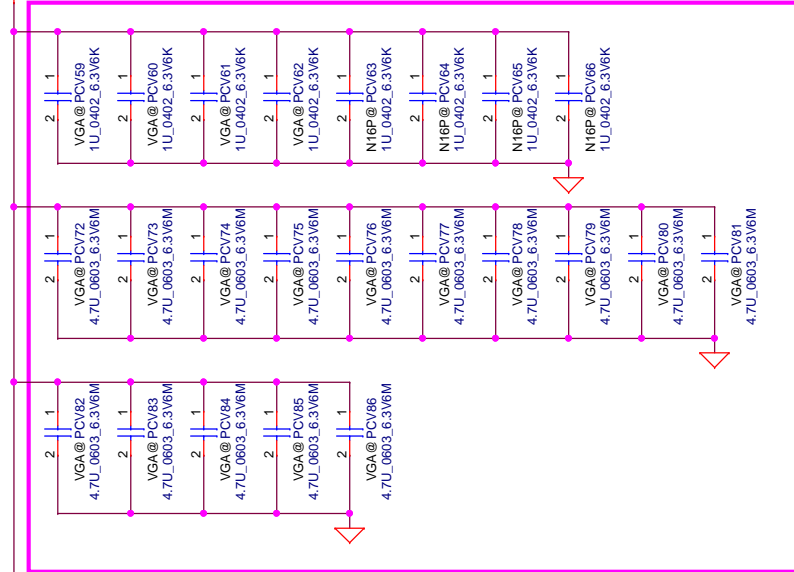 1
2
VGA@ PCV59
1U_0402_6.3V6K
1
2
VGA@ PCV60
1U_0402_6.3V6K
1
2
VGA@ PCV61
1U_0402_6.3V6K
1
2
VGA@ PCV62
1U_0402_6.3V6K
1
2
N16P@ PCV63
1U_0402_6.3V6K
1
2
N16P@ PCV64
1U_0402_6.3V6K
1
2
N16P@ PCV65
1U_0402_6.3V6K
1
2
N16P@ PCV66
1U_0402_6.3V6K
1
2
VGA@ PCV72
4.7U_0603_6.3V6M
1
2
VGA@ PCV73
4.7U_0603_6.3V6M
1
2
VGA@ PCV74
4.7U_0603_6.3V6M
1
2
VGA@ PCV75
4.7U_0603_6.3V6M
1
2
VGA@ PCV76
4.7U_0603_6.3V6M
1
2
VGA@ PCV77
4.7U_0603_6.3V6M
1
2
VGA@ PCV78
4.7U_0603_6.3V6M
1
2
VGA@ PCV79
4.7U_0603_6.3V6M
1
2
VGA@ PCV80
4.7U_0603_6.3V6M
1
2
VGA@ PCV81
4.7U_0603_6.3V6M
1
2
VGA@ PCV82
4.7U_0603_6.3V6M
1
2
VGA@ PCV83
4.7U_0603_6.3V6M
1
2
VGA@ PCV84
4.7U_0603_6.3V6M
1
2
VGA@ PCV85
4.7U_0603_6.3V6M
1
2
VGA@ PCV86
4.7U_0603_6.3V6M